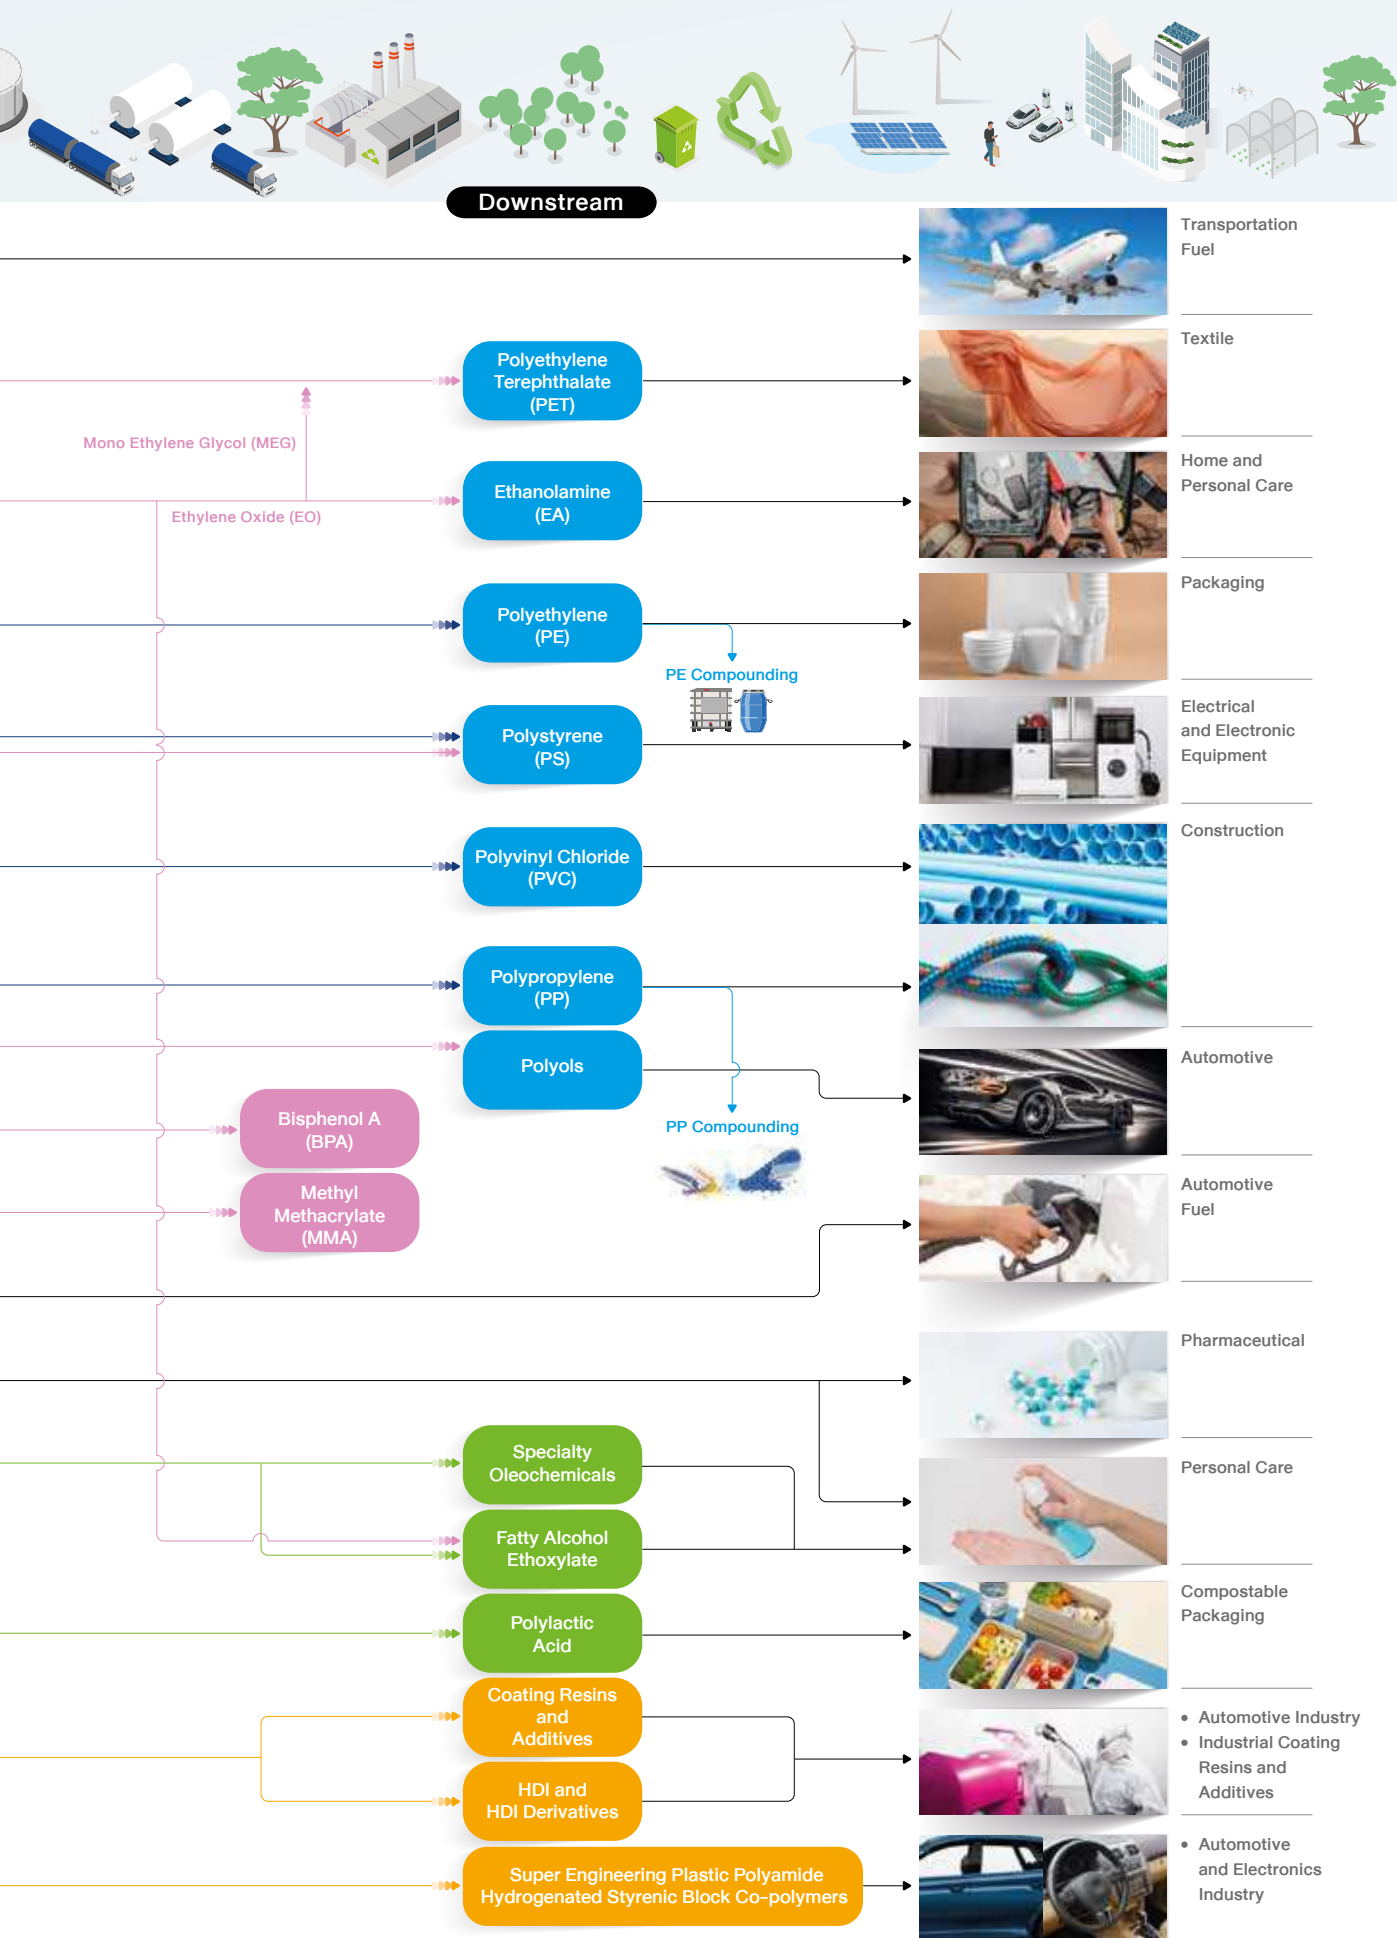 Downstream
Transportation
Fuel
Polyethylene
Terephthalate
(PET)
Textile
Mono Ethylene Glycol (MEG)
Home and
Personal Care
Ethanolamine
(EA)
Ethylene Oxide (EO)
Polyethylene
(PE)
Packaging
PE Compounding
Polystyrene
(PS)
Electrical
and Electronic
Equipment
Polyvinyl Chloride
(PVC)
Construction
Polypropylene
(PP)
Polyols
Automotive
Bisphenol A
(BPA)
PP Compounding
Methyl
Methacrylate
(MMA)
Automotive
Fuel
Pharmaceutical
Specialty
Oleochemicals
Personal Care
Fatty Alcohol
Ethoxylate
Polylactic
Acid
Compostable
Packaging
Coating Resins
and
Additives
• Automotive Industry
• Industrial Coating
Resins and
Additives
HDI and
HDI Derivatives
Super Engineering Plastic Polyamide
Hydrogenated Styrenic Block Co-polymers
• Automotive
and Electronics
Industry